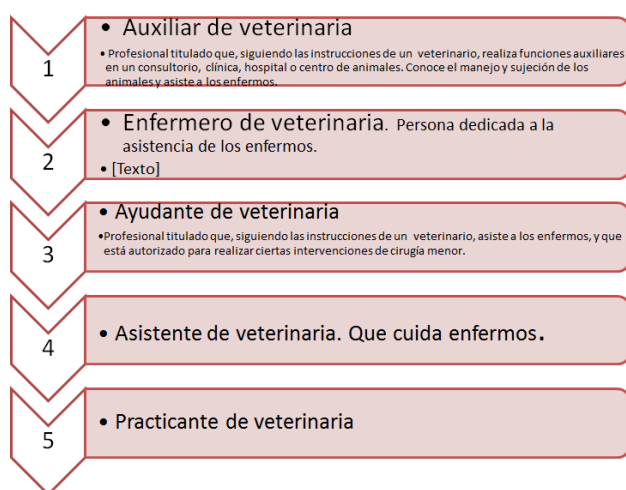 1
• Auxiliar de veterinaria
• Profesional titulado que, siguiendo las instrucciones de un veterinario, realiza funciones auxiliares
en un consultorio, clínica, hospital o centro de animales. Conoce el manejo y sujeción de los
animales y asiste a los enfermos.
2
• Enfermero de veterinaria. Persona dedicada a la
asistencia de los enfermos.
• [Texto]
3
• Ayudante de veterinaria
•Profesional titulado que, siguiendo las instrucciones de un veterinario, asiste a los enfermos, y que
está autorizado para realizar ciertas intervenciones de cirugía menor.
4
• Asistente de veterinaria. Que cuida enfermos.
5
• Practicante de veterinaria